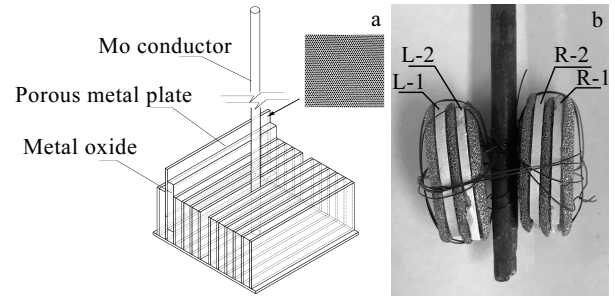 a
Mo conductor
Porous metal plate
Metal oxide
b
L-2
L-1
R-2
R-1